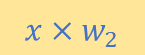 x × w₂